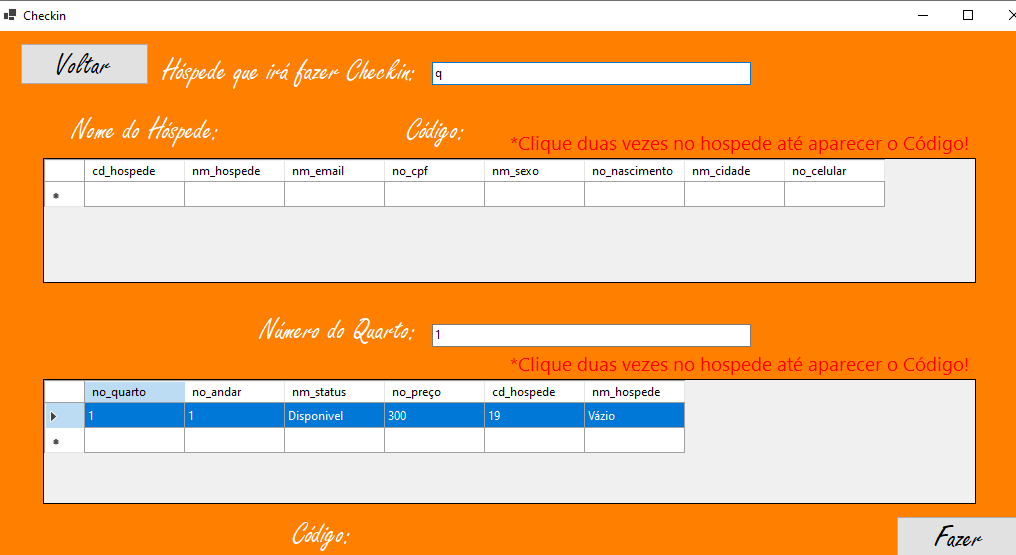 Checkin
Voltar
Hóspede que irá fazer Checkin: q
Nome do Hóspede: Código:
*Clique duas vezes no hospede até aparecer o Código!
cd_hospede nm_hospede nm_email no_cpf nm_sexo no_nascimento nm_cidade no_celular
Número do Quarto: 1
*Clique duas vezes no hospede até aparecer o Código!
no_quarto no_andar nm_status no_preço cd_hospede nm_hospede
1 1 Disponivel 300 19 Vázio
Código:
Fazer